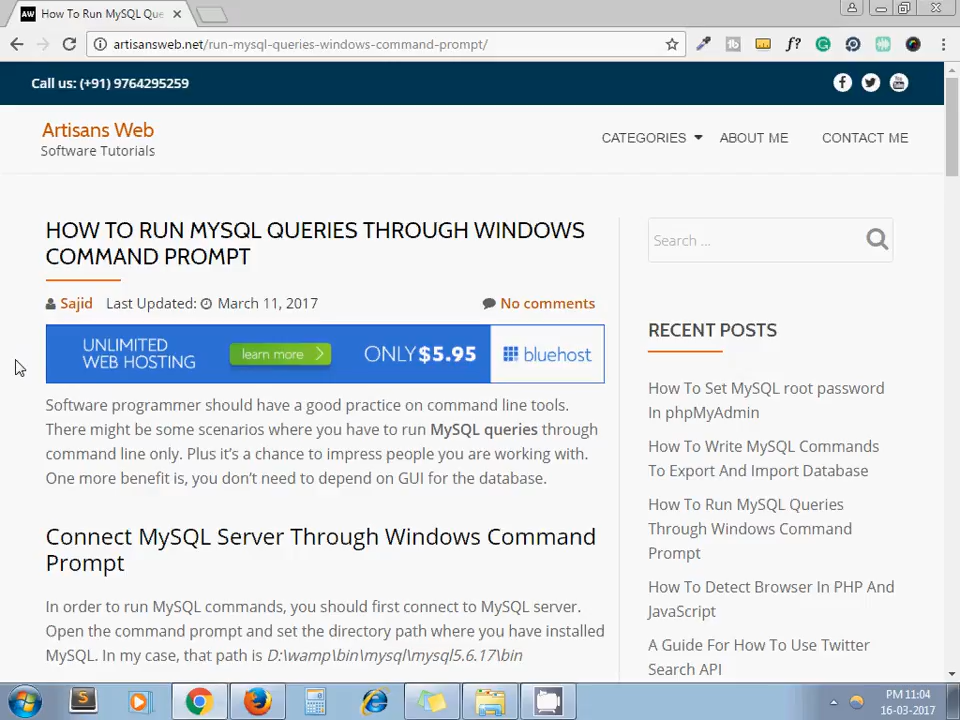 How To Run MySQL Que
artisansweb.net/run-mysql-queries-windows-command-prompt/
Call us: (+91) 9764295259
Artisans Web
Software Tutorials
CATEGORIES
ABOUT ME
CONTACT ME
HOW TO RUN MYSQL QUERIES THROUGH WINDOWS
COMMAND PROMPT
Sajid Last Updated: March 11, 2017
No comments
UNLIMITED
WEB HOSTING
learn more
ONLY $5.95
bluehost
Software programmer should have a good practice on command line tools.
There might be some scenarios where you have to run MySQL queries through
command line only. Plus it’s a chance to impress people you are working with.
One more benefit is, you don’t need to depend on GUI for the database.
Connect MySQL Server Through Windows Command
Prompt
In order to run MySQL commands, you should first connect to MySQL server.
Open the command prompt and set the directory path where you have installed
MySQL. In my case, that path is D:\wamp\bin\mysql\mysql5.6.17\bin
Search ...
RECENT POSTS
How To Set MySQL root password
In phpMyAdmin
How To Write MySQL Commands
To Export And Import Database
How To Run MySQL Queries
Through Windows Command
Prompt
How To Detect Browser In PHP And
JavaScript
A Guide For How To Use Twitter
Search API
PM 11:04
16-03-2017